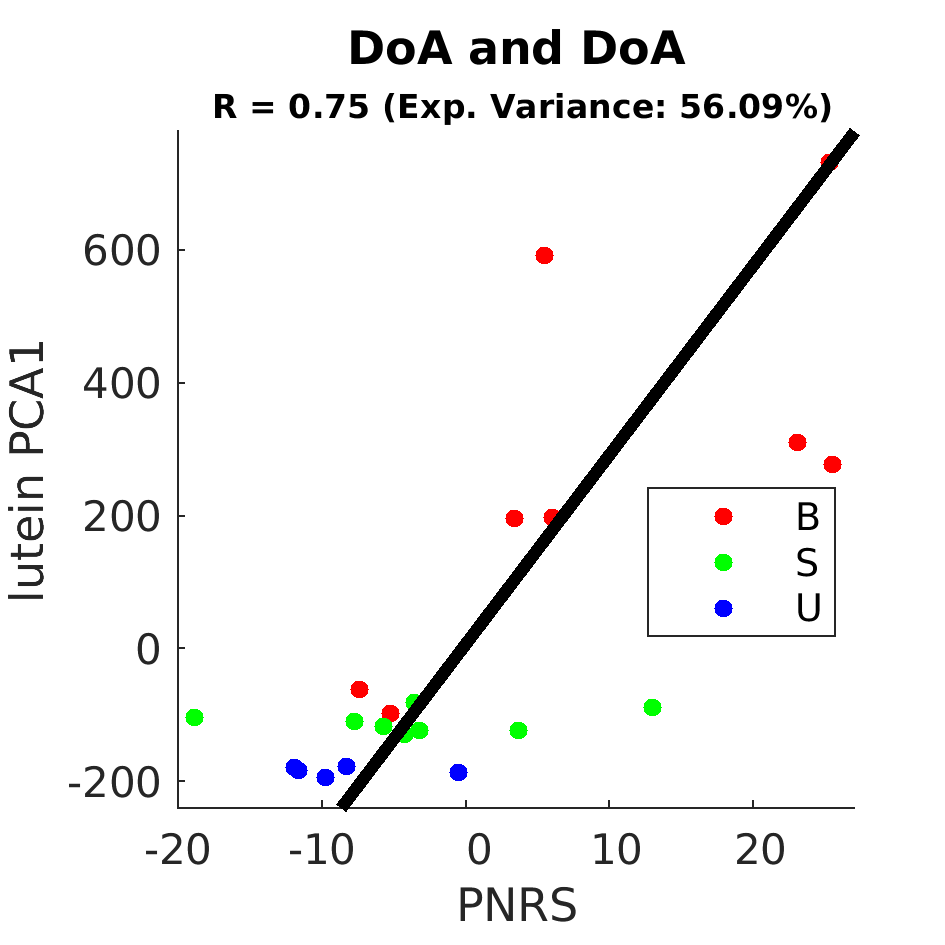 DoA and DoA
R = 0.75 (Exp. Variance: 56.09%)
lutein PCA1
600
400
200
0
-200
B
S
U
-20
-10
0
10
20
PNRS